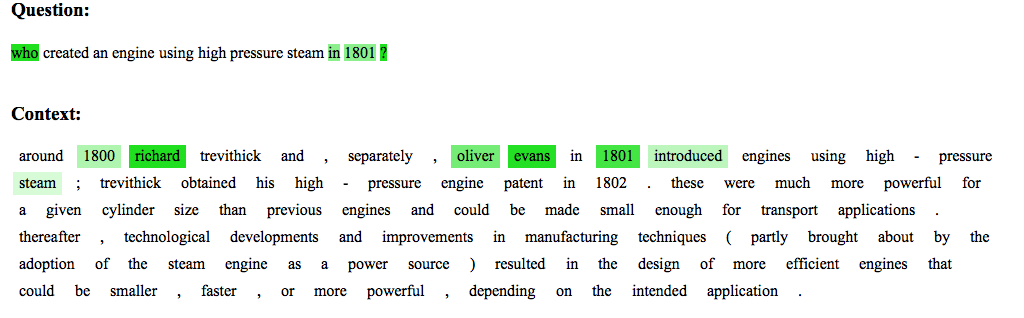 Question:
who created an engine using high pressure steam in 1801 ?
Context:
around 1800 richard trevithick and , separately , oliver evans in 1801 introduced engines using high - pressure
steam ; trevithick obtained his high - pressure engine patent in 1802 . these were much more powerful for
a given cylinder size than previous engines and could be made small enough for transport applications .
thereafter , technological developments and improvements in manufacturing techniques ( partly brought about by the
adoption of the steam engine as a power source ) resulted in the design of more efficient engines that
could be smaller , faster , or more powerful , depending on the intended application .